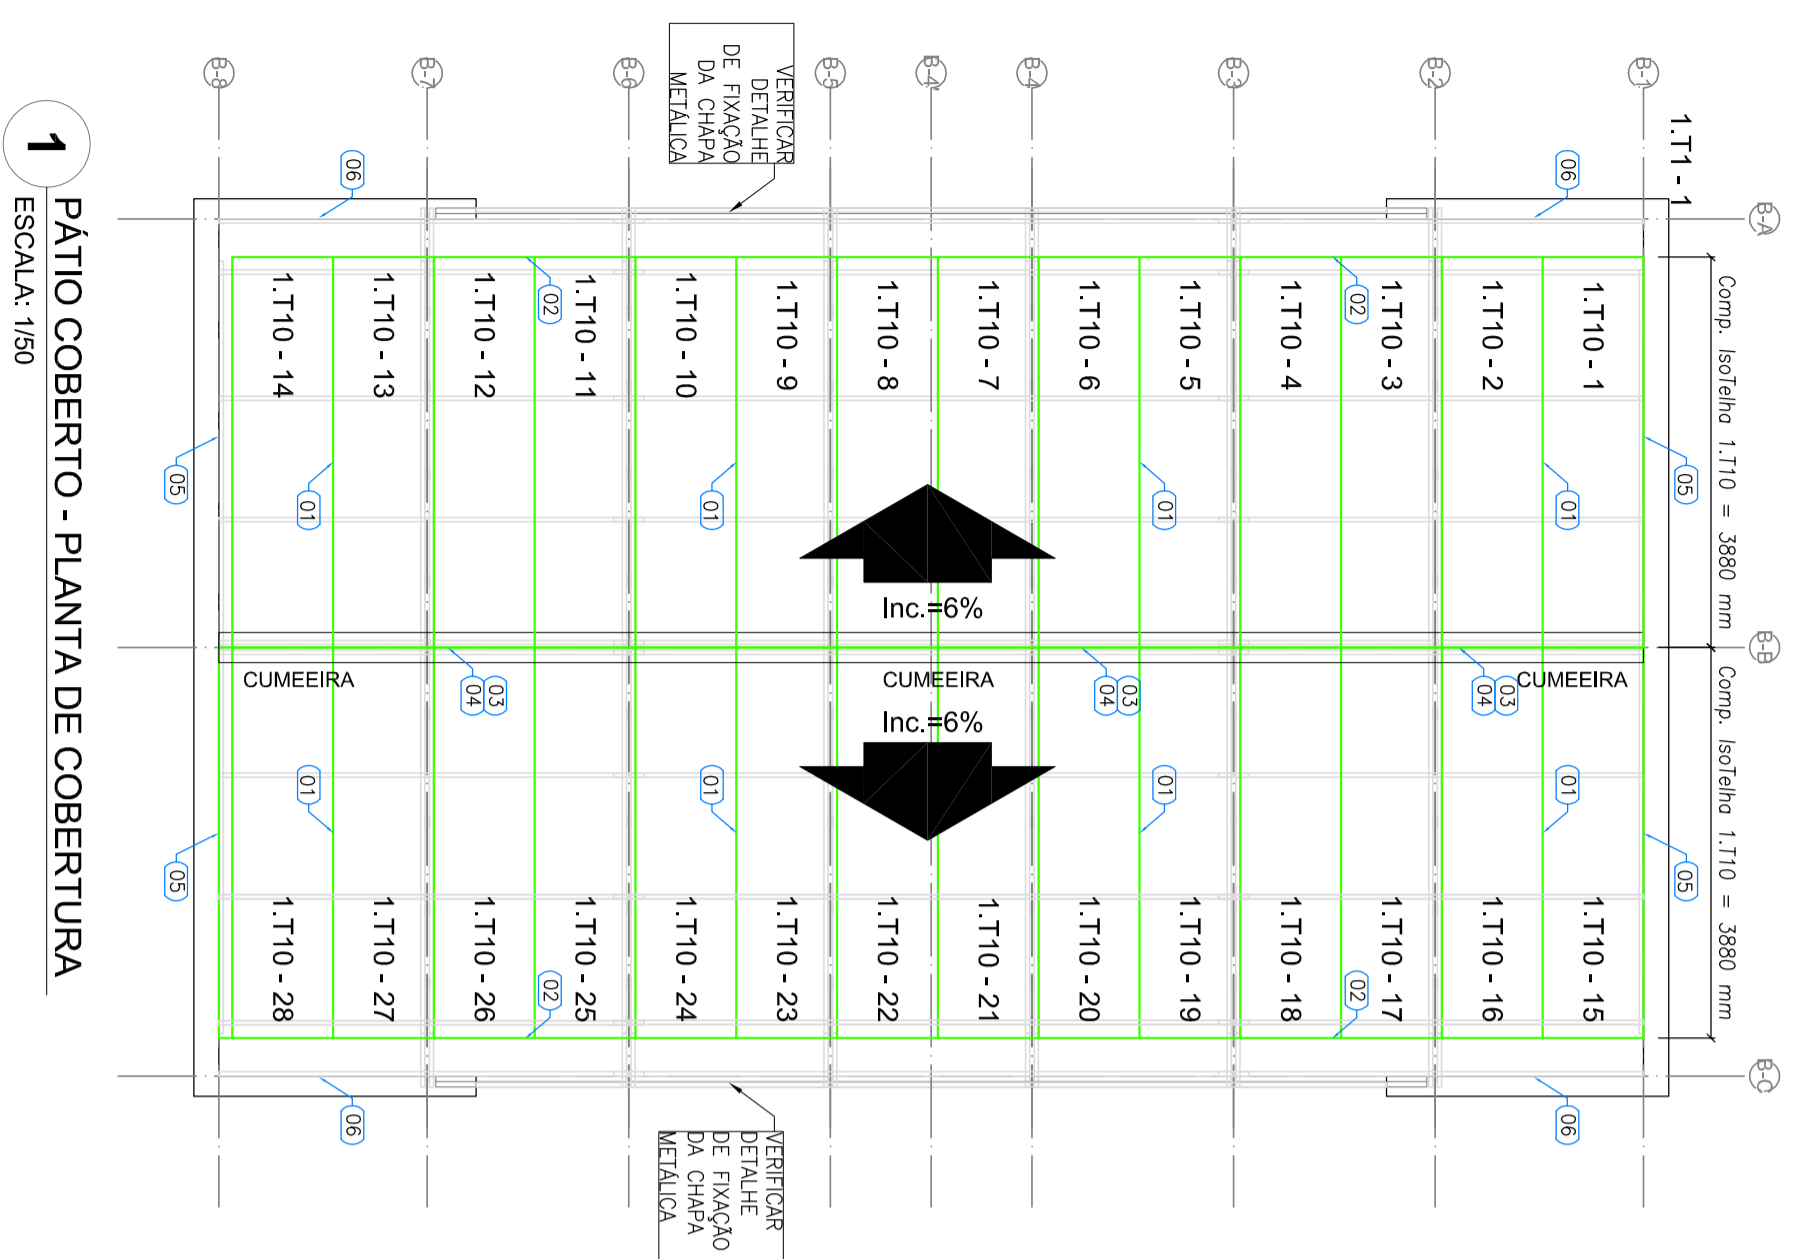 1.T1 - 1
B-8
B-7
B-6
B-5
B-4'
B-4
B-3
B-2
B-1
B-A
B-B
B-C
VERIFICAR
DETALHE
DE FIXAÇÃO
DA CHAPA
METÁLICA
06
06
Comp. IsoTelha 1.T10 = 3880 mm
Comp. IsoTelha 1.T10 = 3880 mm
1.T10 - 14
1.T10 - 13
1.T10 - 12
1.T10 - 11
1.T10 - 10
1.T10 - 9
1.T10 - 8
1.T10 - 7
1.T10 - 6
1.T10 - 5
1.T10 - 4
1.T10 - 3
1.T10 - 2
1.T10 - 1
02
02
05
01
01
01
01
05
Inc.=6%
CUMEEIRA
CUMEEIRA
CUMEEIRA
04
03
04
03
04
03
Inc.=6%
01
01
01
01
05
05
1.T10 - 28
1.T10 - 27
1.T10 - 26
1.T10 - 25
1.T10 - 24
1.T10 - 23
1.T10 - 22
1.T10 - 21
1.T10 - 20
1.T10 - 19
1.T10 - 18
1.T10 - 17
1.T10 - 16
1.T10 - 15
02
02
06
06
VERIFICAR
DETALHE
DE FIXAÇÃO
DA CHAPA
METÁLICA
1
PÁTIO COBERTO - PLANTA DE COBERTURA
ESCALA: 1/50